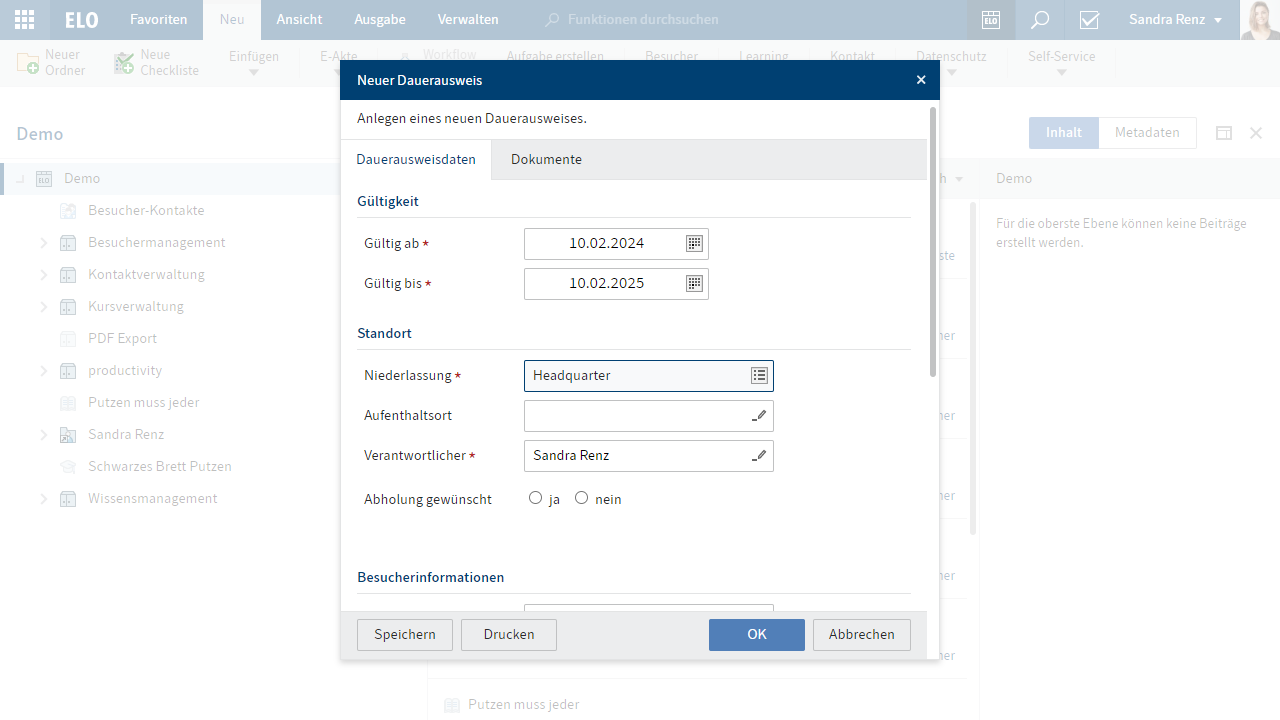 ELO Favoriten Neu Ansicht Ausgabe Verwalten Funktionen durchsuchen ELO Sandra Renz
Neuer Ordner
Neue Checkliste
Einfügen
E-Akte
Workflow
Aufgabe erstellen
Besucher
Learning
Kontakt
Datenschutz
Self-Service
Demo
Inhalt Metadaten
Demo
Besucher-Kontakte
Besuchermanagement
Kontaktverwaltung
Kursverwaltung
PDF Export
productivity
Putzen muss jeder
Sandra Renz
Schwarzes Brett Putzen
Wissensmanagement
Neuer Dauerausweis
Anlegen eines neuen Dauerausweises.
Dauerausweisdaten Dokumente
Gültigkeit
Gültig ab * 10.02.2024
Gültig bis * 10.02.2025
Standort
Niederlassung * Headquarter
Aufenthaltsort
Verantwortlicher * Sandra Renz
Abholung gewünscht ja nein
Besucherinformationen
Speichern Drucken OK Abbrechen
Putzen muss jeder
Demo
Für die oberste Ebene können keine Beiträge
erstellt werden.